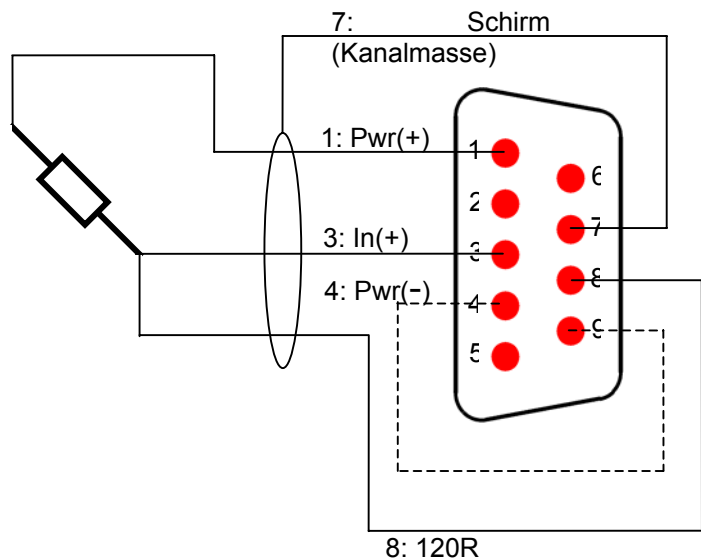 7: Schirm
(Kanalmasse)
1: Pwr(+)
3: In(+)
4: Pwr(-)
1
2
3
4
5
6
7
8
9
8: 120R